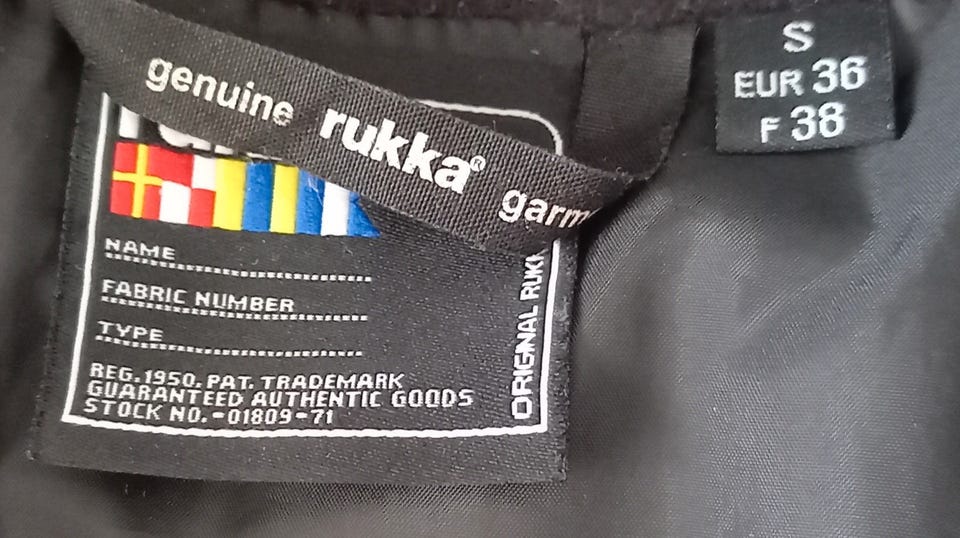 genuine rukka® garm
S
EUR 36
F 38
NAME
FABRIC NUMBER
TYPE
REG.1950. PAT. TRADEMARK
GUARANTEED AUTHENTIC GOODS
STOCK NO.-01809-71
ORIGINAL RUKK